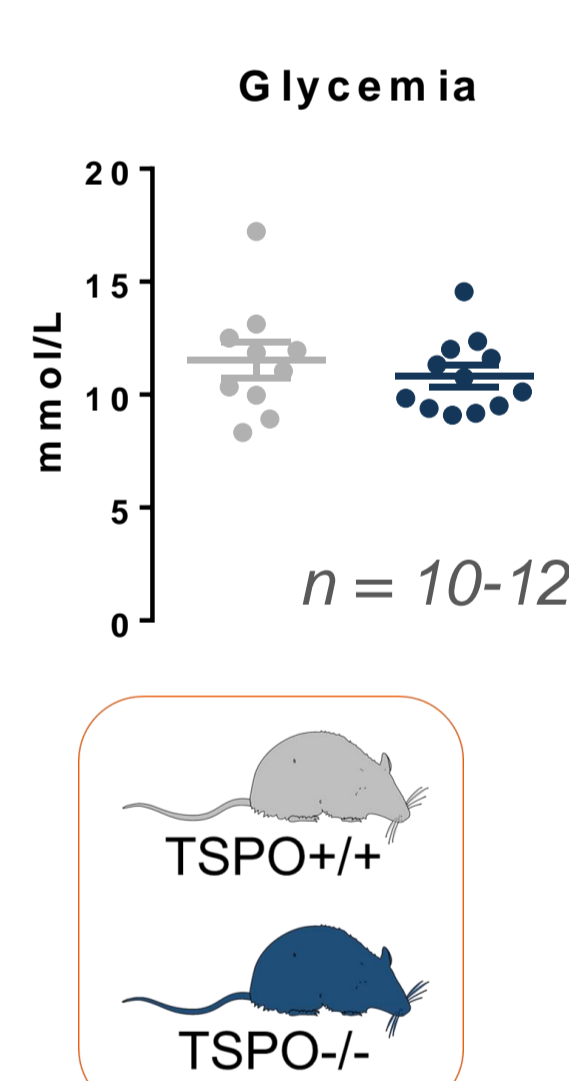 Glycemia
20
15
10
5
0
mmol/L
n = 10-12
TSPO+/+
TSPO-/-